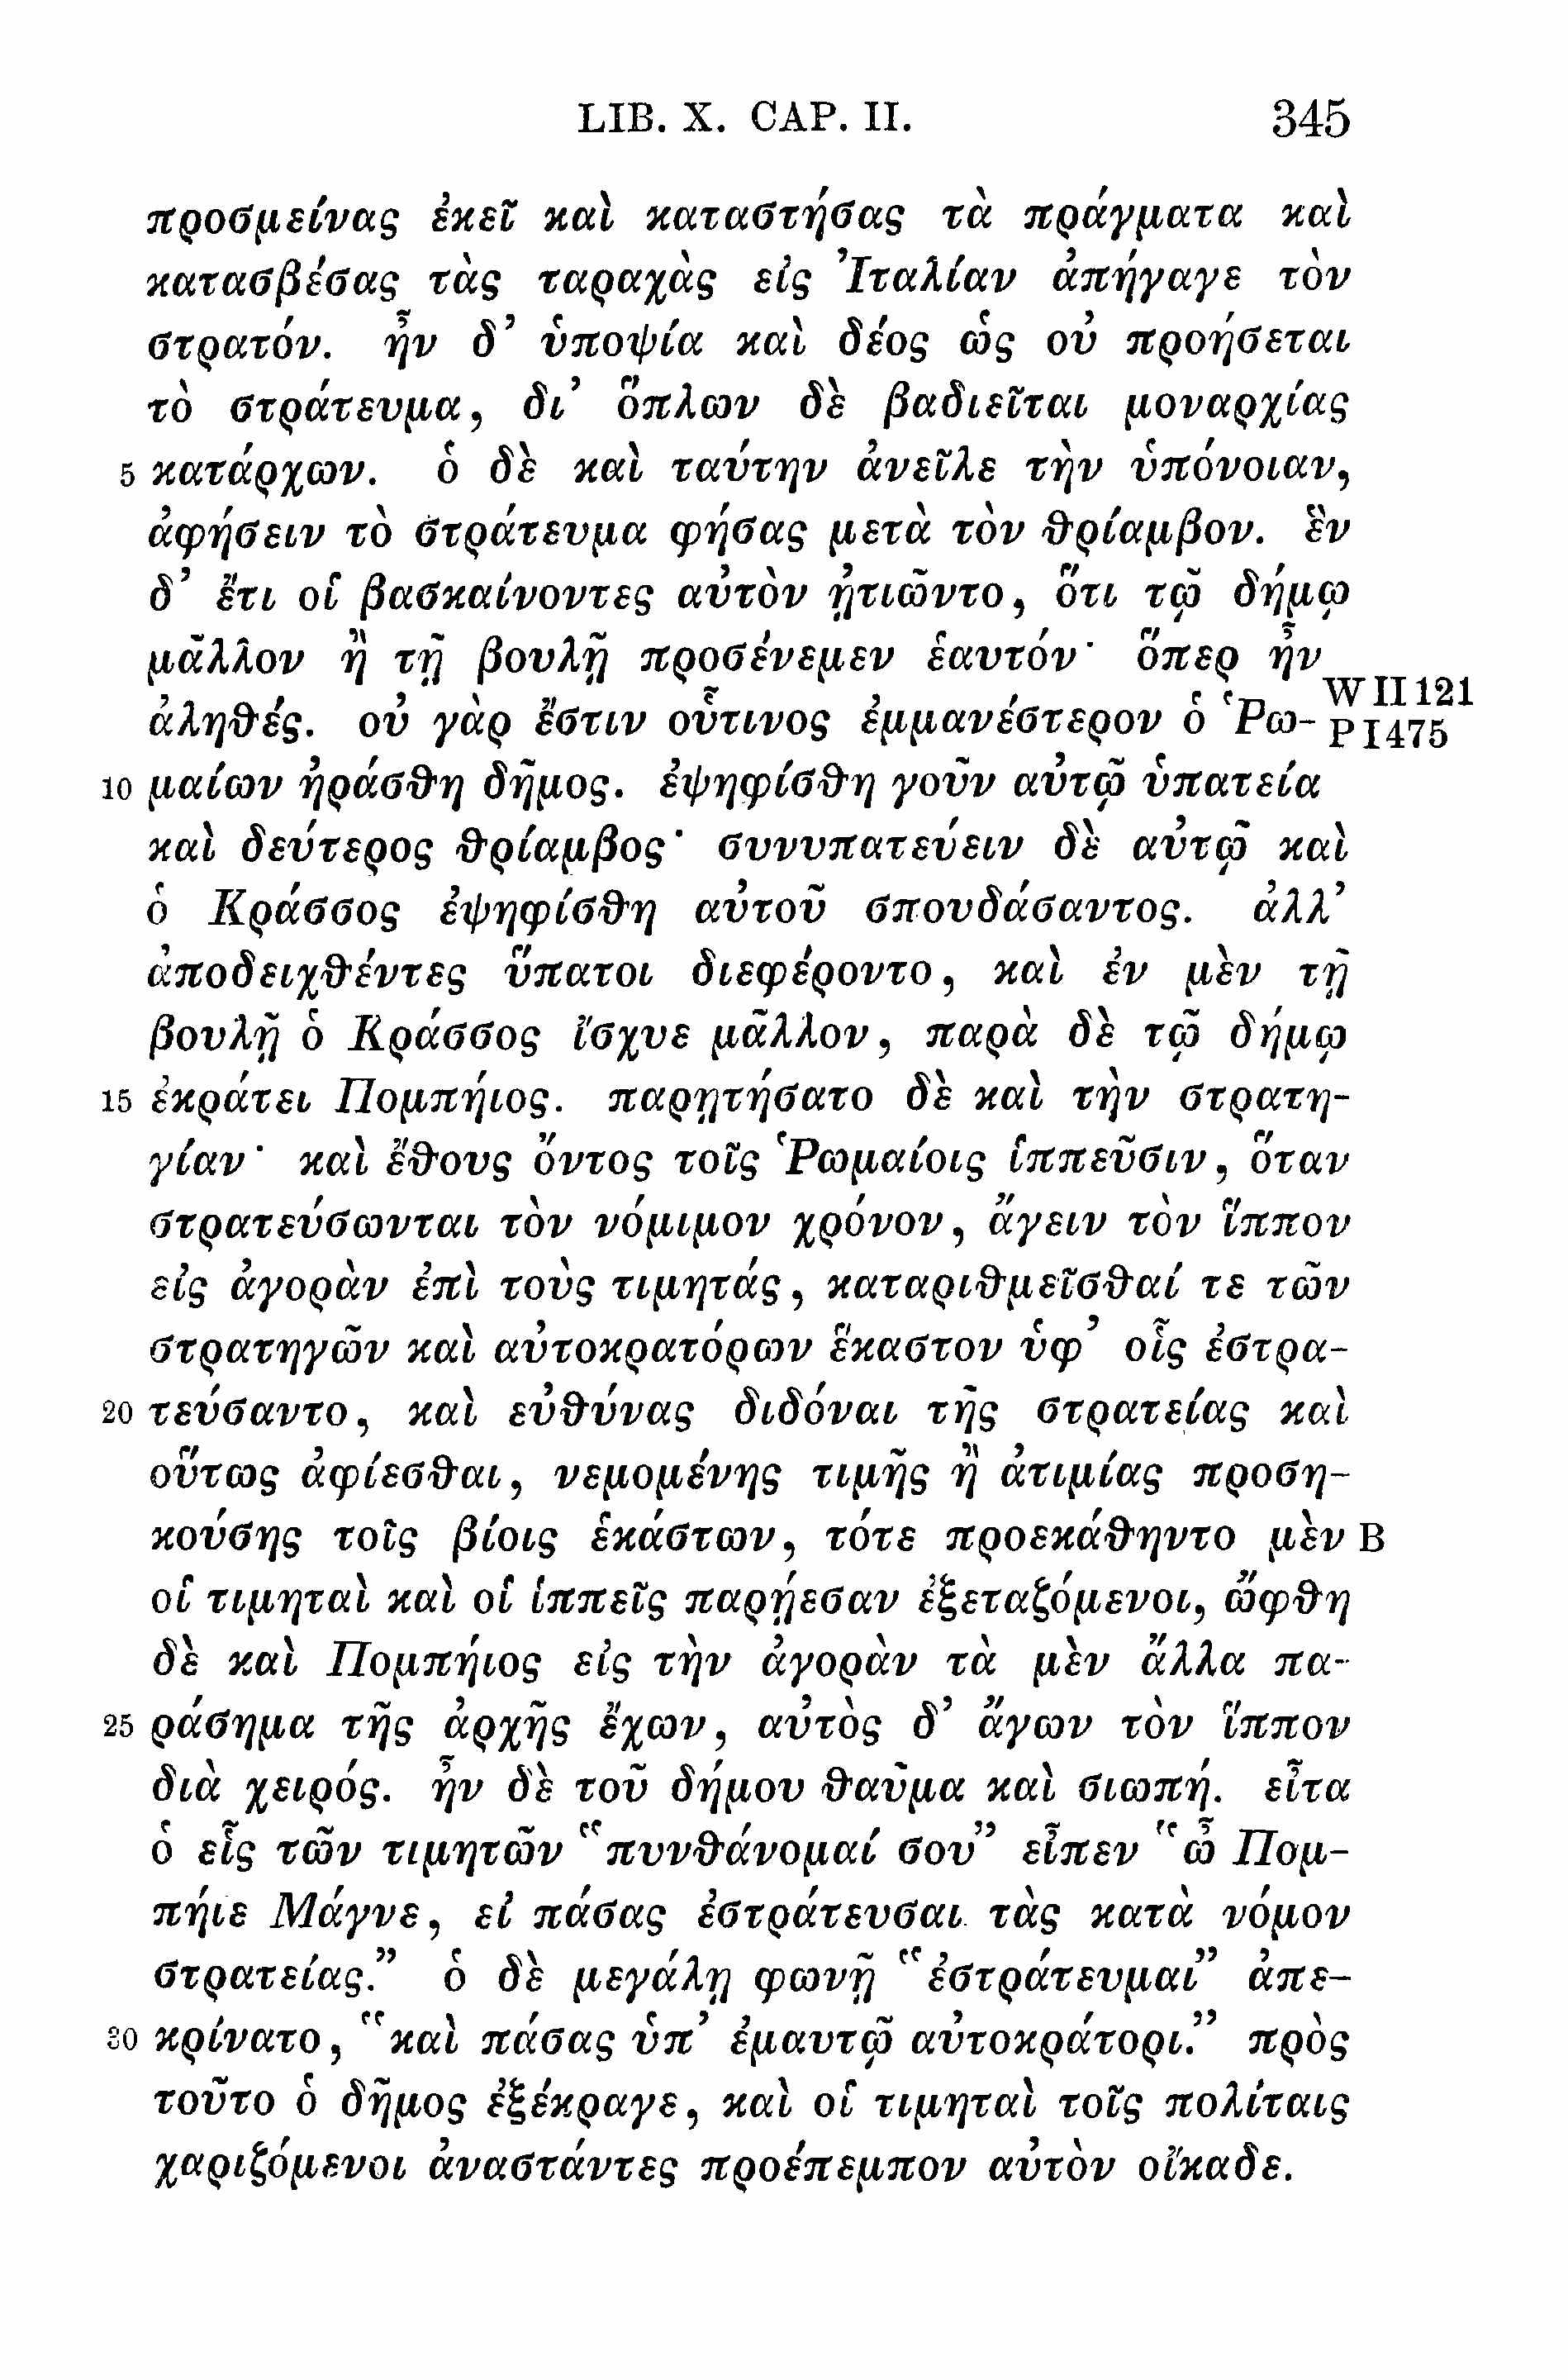 LIB. X. CAP. II. 345
προσμείνας ἐκεῖ καὶ καταστήσας τὰ πράγματα καὶ
κατασβέσας τὰς ταραχὰς εἰς Ἰταλίαν ἀπήγαγε τὸν
στρατόν. ἦν δ’ ὑποψία καὶ δέος ὡς οὐ προήσεται
τὸ στράτευμα, δι’ ὅπλων δὲ βαδιεῖται μοναρχίας
5 κατάρχων. ὁ δὲ καὶ ταύτην ἀνεῖλε τὴν ὑπόνοιαν,
ἀφήσειν τὸ στράτευμα φήσας μετὰ τὸν θρίαμβον. ἓν
δ’ ἔτι οἱ βασκαίνοντες αὐτὸν ᾐτιῶντο, ὅτι τῷ δήμῳ
μᾶλλον ἢ τῇ βουλῇ προσένεμεν ἑαυτόν· ὅπερ ἦν
ἀληθές. οὐ γὰρ ἔστιν οὗτινος ἐμμανέστερον ὁ Ῥω- W II 121 P I 475
10 μαίων ἠράσθη δῆμος. ἐψηφίσθη γοῦν αὐτῷ ὑπατεία
καὶ δεύτερος θρίαμβος· συνυπατεύειν δὲ αὐτῷ καὶ
ὁ Κράσσος ἐψηφίσθη αὐτοῦ σπουδάσαντος. ἀλλ’
ἀποδειχθέντες ὕπατοι διεφέροντο, καὶ ἐν μὲν τῇ
βουλῇ ὁ Κράσσος ἴσχυε μᾶλλον, παρὰ δὲ τῷ δήμῳ
15 ἐκράτει Πομπήιος. παρῃτήσατο δὲ καὶ τὴν στρατη-
γίαν· καὶ ἔθους ὄντος τοῖς Ῥωμαίοις ἱππεῦσιν, ὅταν
στρατεύσωνται τὸν νόμιμον χρόνον, ἄγειν τὸν ἵππον
εἰς ἀγορὰν ἐπὶ τοὺς τιμητάς, καταριθμεῖσθαί τε τῶν
στρατηγῶν καὶ αὐτοκρατόρων ἕκαστον ὑφ’ οἷς ἐστρα-
20 τεύσαντο, καὶ εὐθύνας διδόναι τῆς στρατείας καὶ
οὕτως ἀφίεσθαι, νεμομένης τιμῆς ἢ ἀτιμίας προση-
κούσης τοῖς βίοις ἑκάστων, τότε προεκάθηντο μὲν B
οἱ τιμηταὶ καὶ οἱ ἱππεῖς παρῄεσαν ἐξεταζόμενοι, ὤφθη
δὲ καὶ Πομπήιος εἰς τὴν ἀγορὰν τὰ μὲν ἄλλα πα-
25 ράσημα τῆς ἀρχῆς ἔχων, αὐτὸς δ’ ἄγων τὸν ἵππον
διὰ χειρός. ἦν δὲ τοῦ δήμου θαῦμα καὶ σιωπή. εἶτα
ὁ εἷς τῶν τιμητῶν “πυνθάνομαί σου” εἶπεν “ὦ Πομ-
πήιε Μάγνε, εἰ πάσας ἐστράτευσαι τὰς κατὰ νόμον
στρατείας.” ὁ δὲ μεγάλῃ φωνῇ “ἐστράτευμαι” ἀπε-
30 κρίνατο, “καὶ πάσας ὑπ’ ἐμαυτῷ αὐτοκράτορι.” πρὸς
τοῦτο ὁ δῆμος ἐξέκραγε, καὶ οἱ τιμηταὶ τοῖς πολίταις
χαριζόμενοι ἀναστάντες προέπεμπον αὐτὸν οἴκαδε.